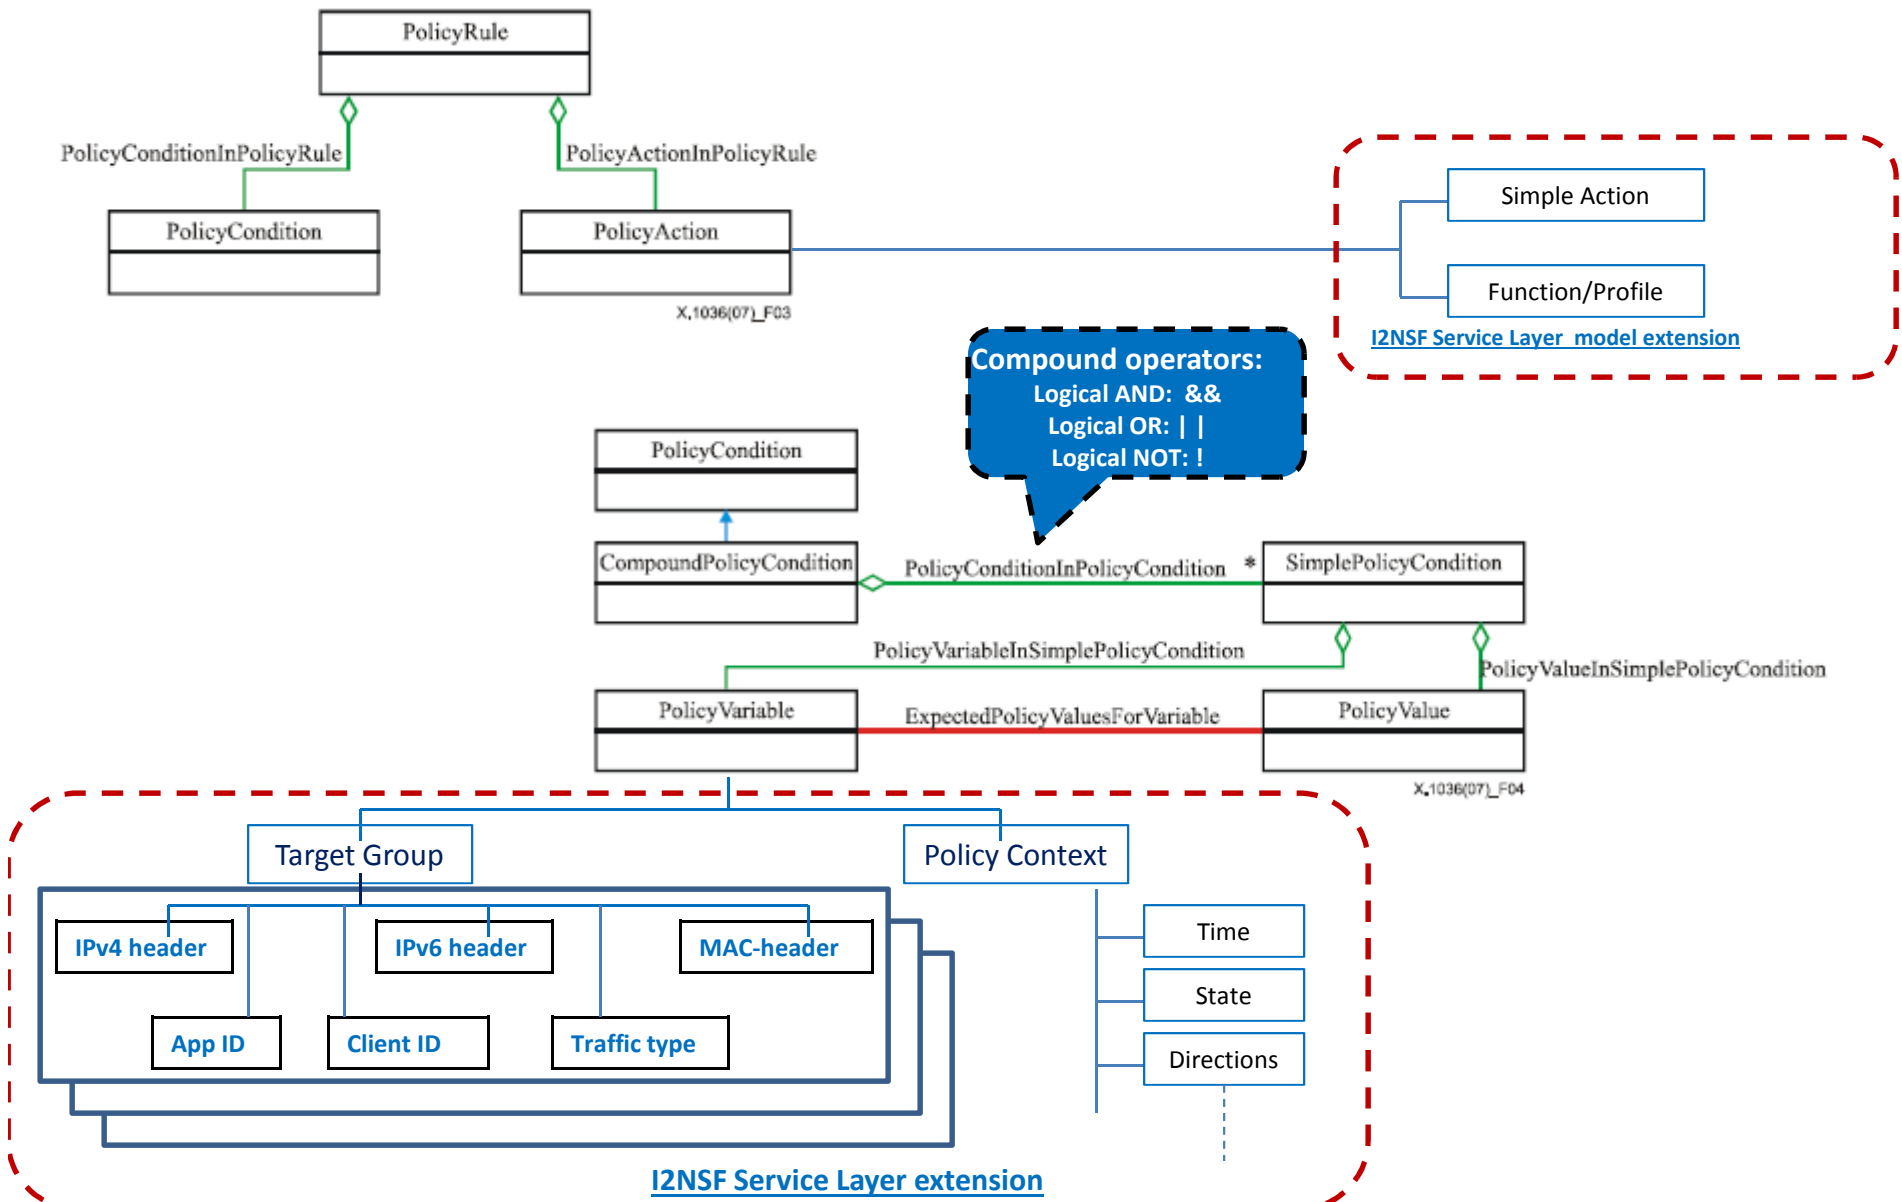 PolicyRule
PolicyConditionInPolicyRule
PolicyActionInPolicyRule
PolicyCondition
PolicyAction
X.1036(07)_F03
Simple Action
Function/Profile
I2NSF Service Layer model extension
Compound operators:
Logical AND: &&
Logical OR: | |
Logical NOT: !
PolicyCondition
CompoundPolicyCondition
PolicyConditionInPolicyCondition *
SimplePolicyCondition
PolicyVariableInSimplePolicyCondition
PolicyValueInSimplePolicyCondition
PolicyVariable
ExpectedPolicyValuesForVariable
PolicyValue
X.1036(07)_F04
Target Group
Policy Context
IPv4 header
IPv6 header
MAC-header
App ID
Client ID
Traffic type
Time
State
Directions
I2NSF Service Layer extension